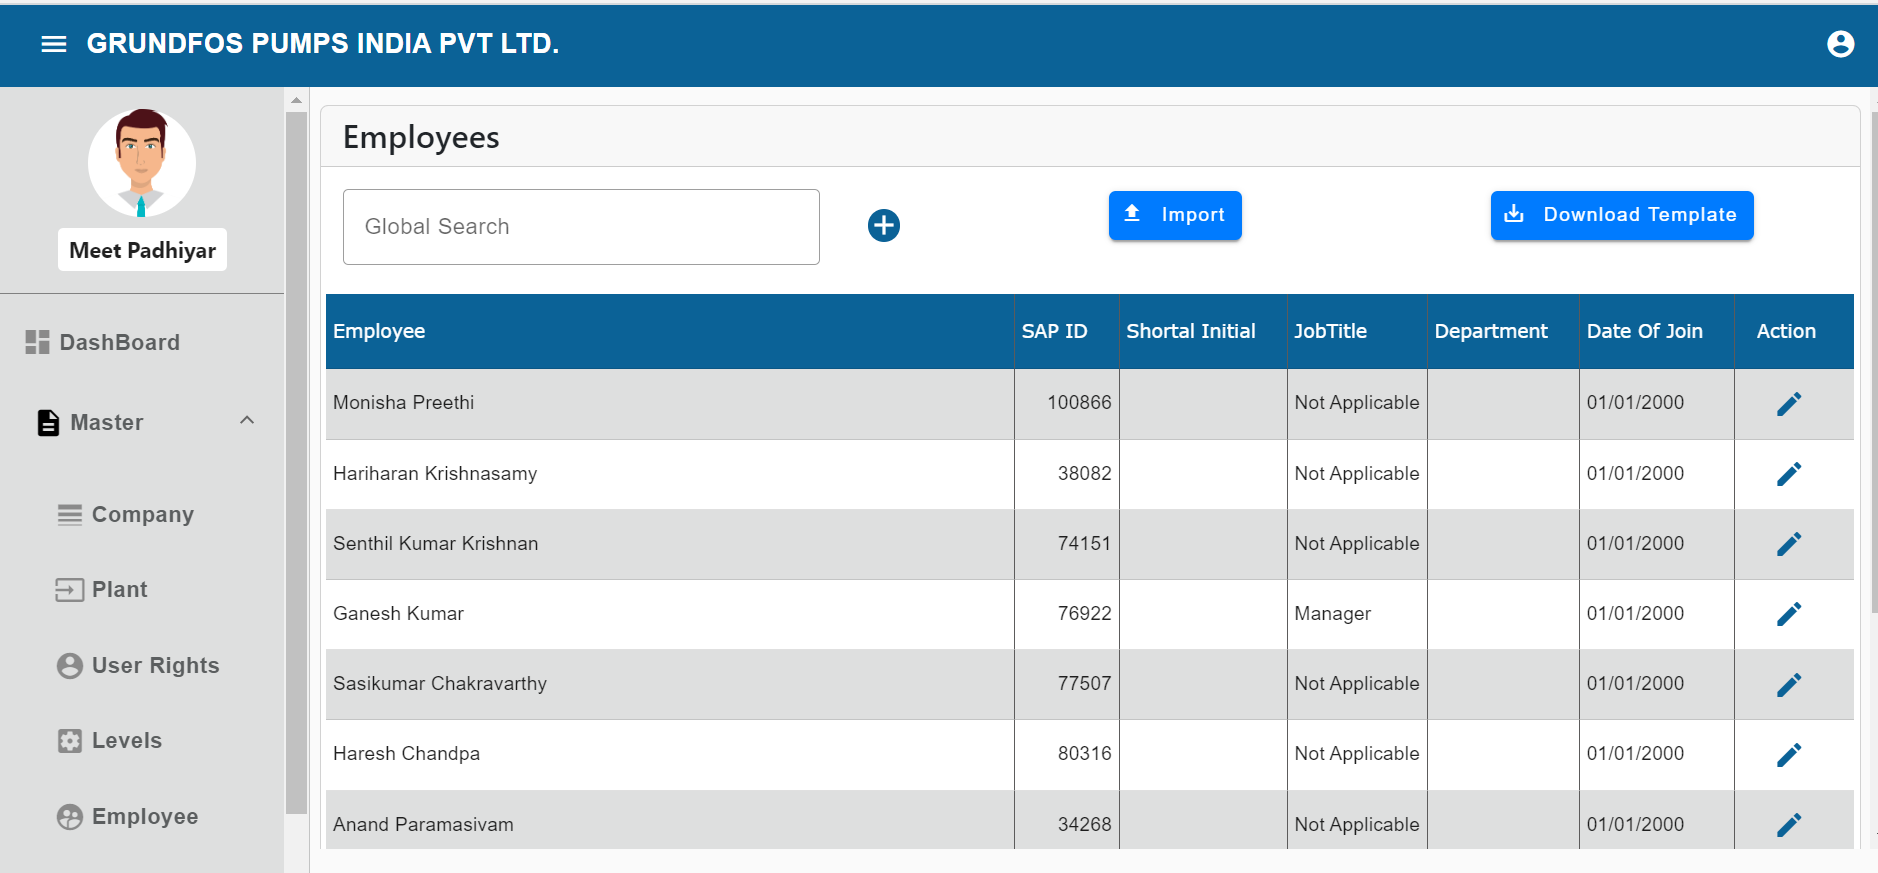 GRUNDFOS PUMPS INDIA PVT LTD.
Meet Padhiyar
DashBoard
Master
Company
Plant
User Rights
Levels
Employee
Employees
Global Search
Import
Download Template
Employee SAP ID Shortal Initial JobTitle Department Date Of Join Action
Monisha Preethi 100866 Not Applicable 01/01/2000
Hariharan Krishnasamy 38082 Not Applicable 01/01/2000
Senthil Kumar Krishnan 74151 Not Applicable 01/01/2000
Ganesh Kumar 76922 Manager 01/01/2000
Sasikumar Chakravarthy 77507 Not Applicable 01/01/2000
Haresh Chandpa 80316 Not Applicable 01/01/2000
Anand Paramasivam 34268 Not Applicable 01/01/2000